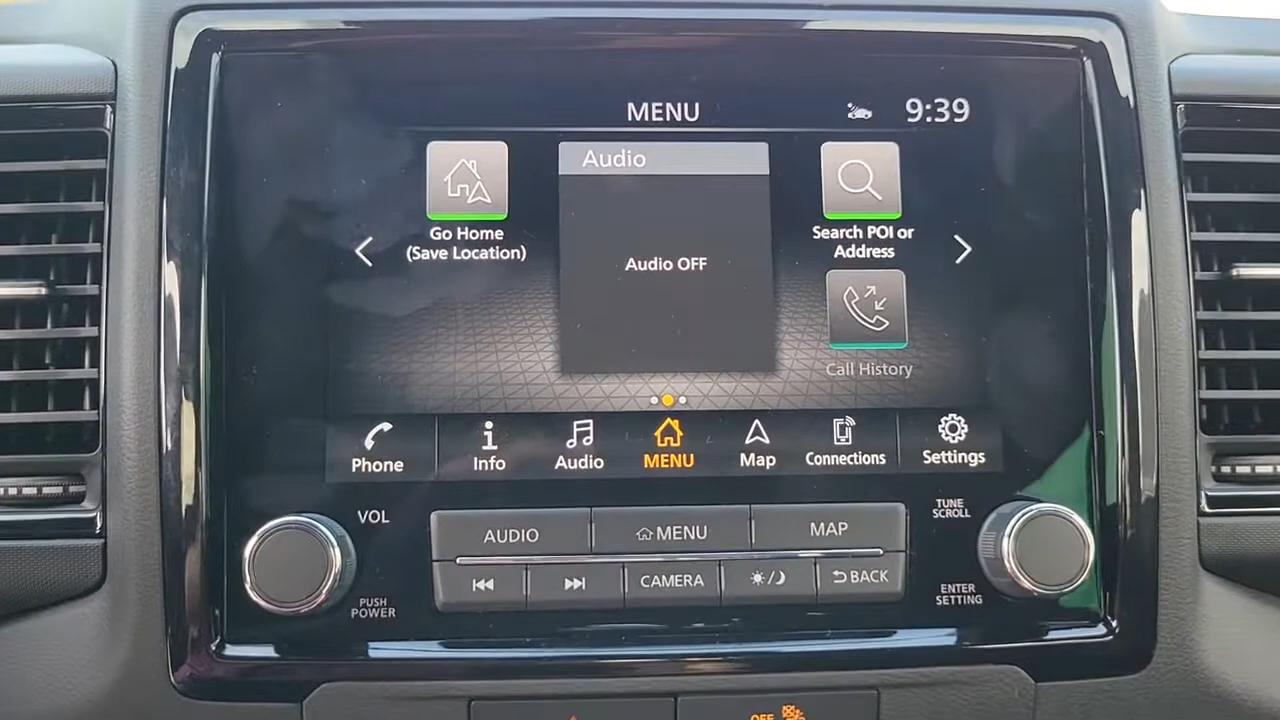 MENU
9:39
Go Home
(Save Location)
Audio
Audio OFF
Search POI or
Address
Call History
Phone
Info
Audio
MENU
Map
Connections
Settings
VOL
PUSH
POWER
AUDIO
MENU
MAP
CAMERA
BACK
TUNE
SCROLL
ENTER
SETTING
OFF